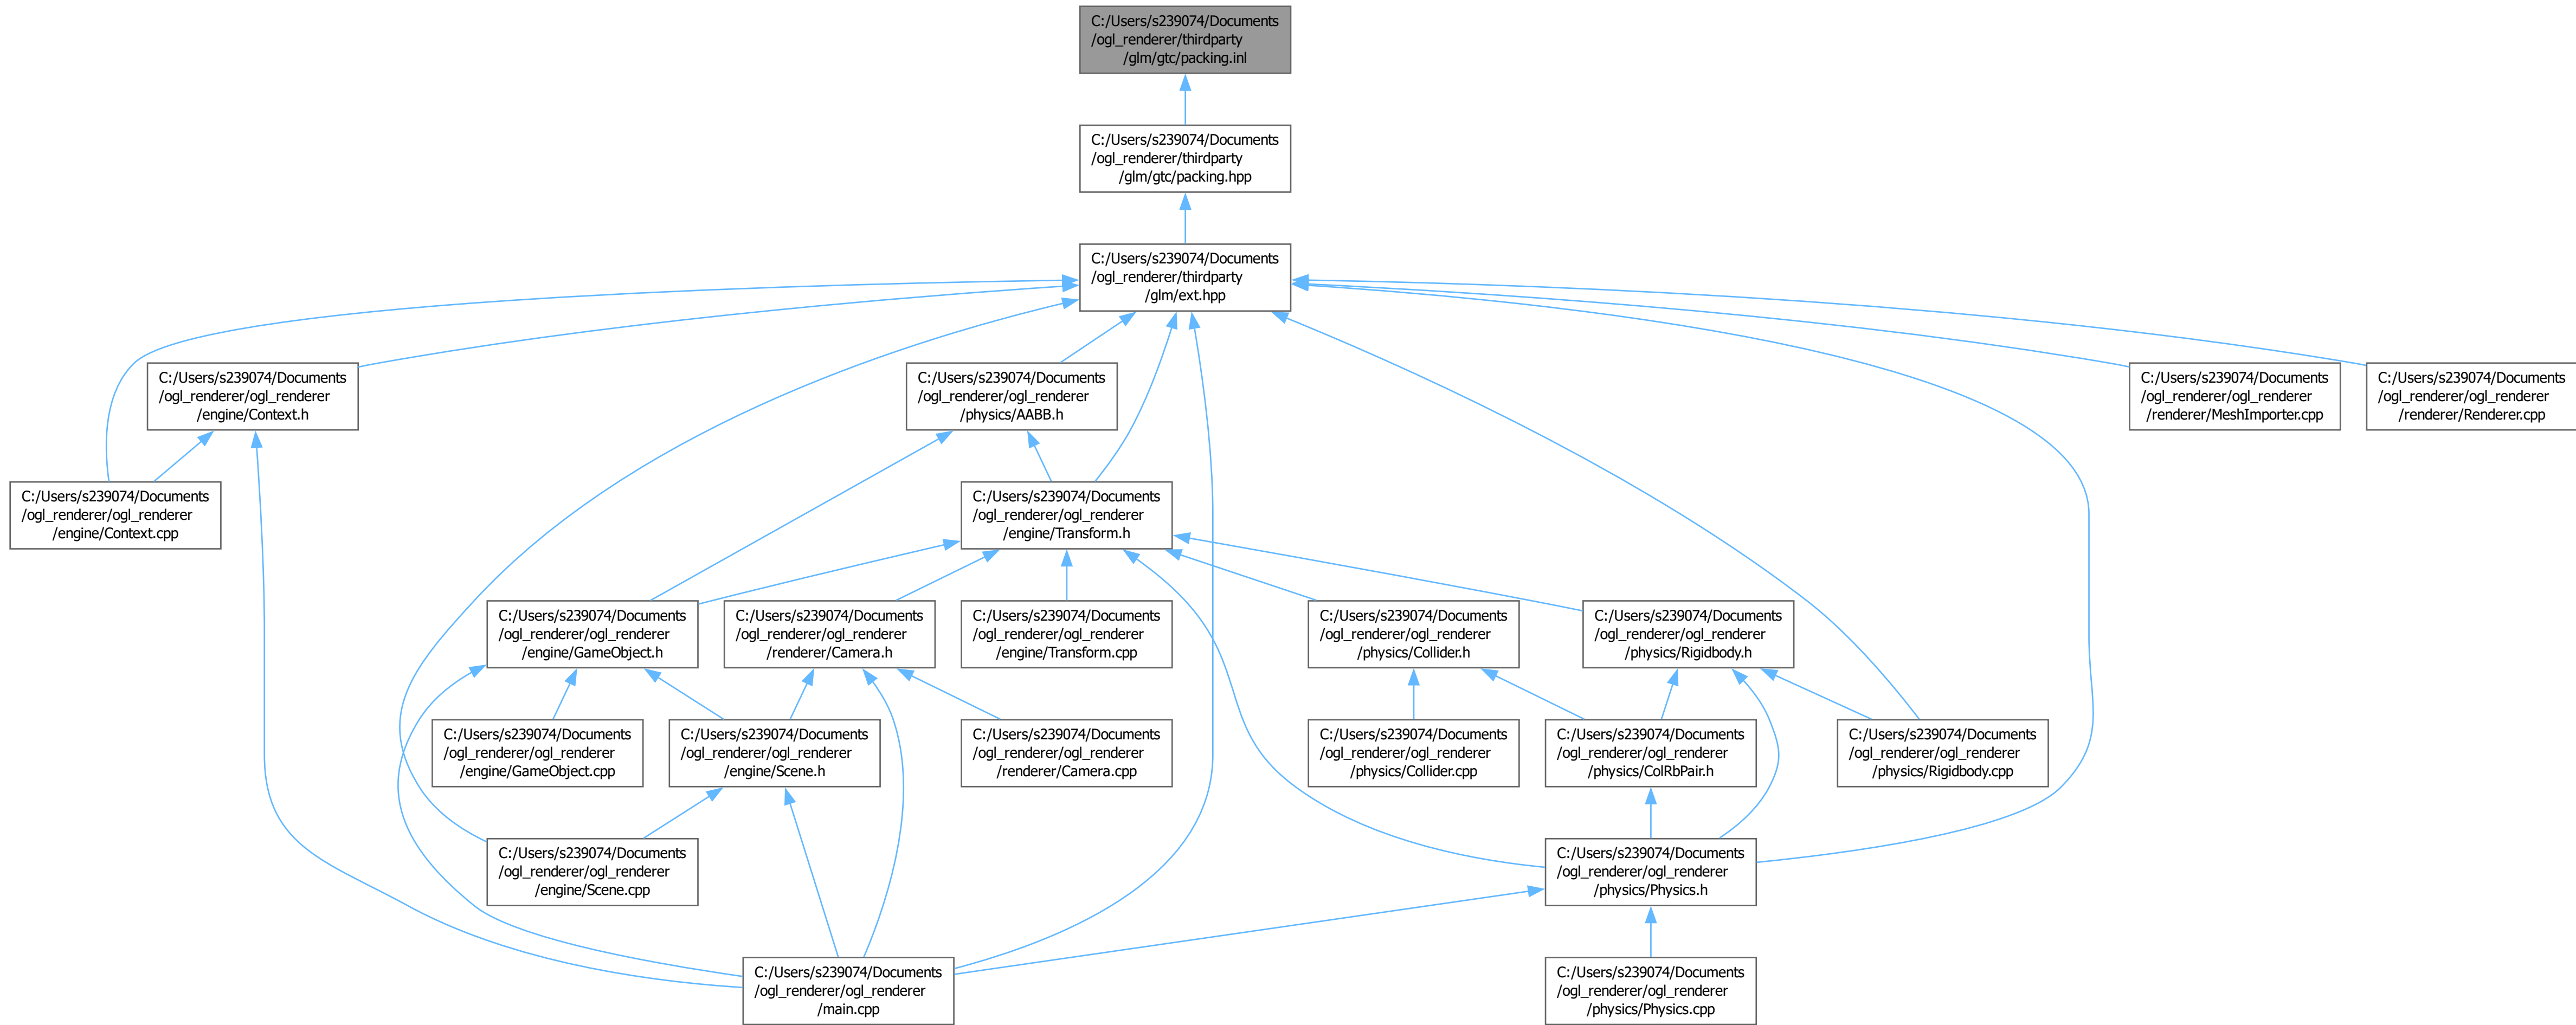 C:/Users/s239074/Documents
/ogl_renderer/thirdparty
/glm/gtc/packing.inl
C:/Users/s239074/Documents
/ogl_renderer/thirdparty
/glm/gtc/packing.hpp
C:/Users/s239074/Documents
/ogl_renderer/thirdparty
/glm/ext.hpp
C:/Users/s239074/Documents
/ogl_renderer/ogl_renderer
/engine/Context.h
C:/Users/s239074/Documents
/ogl_renderer/ogl_renderer
/physics/AABB.h
C:/Users/s239074/Documents
/ogl_renderer/ogl_renderer
/renderer/MeshImporter.cpp
C:/Users/s239074/Documents
/ogl_renderer/ogl_renderer
/renderer/Renderer.cpp
C:/Users/s239074/Documents
/ogl_renderer/ogl_renderer
/engine/Context.cpp
C:/Users/s239074/Documents
/ogl_renderer/ogl_renderer
/engine/Transform.h
C:/Users/s239074/Documents
/ogl_renderer/ogl_renderer
/engine/GameObject.h
C:/Users/s239074/Documents
/ogl_renderer/ogl_renderer
/renderer/Camera.h
C:/Users/s239074/Documents
/ogl_renderer/ogl_renderer
/engine/Transform.cpp
C:/Users/s239074/Documents
/ogl_renderer/ogl_renderer
/physics/Collider.h
C:/Users/s239074/Documents
/ogl_renderer/ogl_renderer
/physics/Rigidbody.h
C:/Users/s239074/Documents
/ogl_renderer/ogl_renderer
/engine/GameObject.cpp
C:/Users/s239074/Documents
/ogl_renderer/ogl_renderer
/engine/Scene.h
C:/Users/s239074/Documents
/ogl_renderer/ogl_renderer
/renderer/Camera.cpp
C:/Users/s239074/Documents
/ogl_renderer/ogl_renderer
/physics/Collider.cpp
C:/Users/s239074/Documents
/ogl_renderer/ogl_renderer
/physics/ColRbPair.h
C:/Users/s239074/Documents
/ogl_renderer/ogl_renderer
/physics/Rigidbody.cpp
C:/Users/s239074/Documents
/ogl_renderer/ogl_renderer
/engine/Scene.cpp
C:/Users/s239074/Documents
/ogl_renderer/ogl_renderer
/physics/Physics.h
C:/Users/s239074/Documents
/ogl_renderer/ogl_renderer
/main.cpp
C:/Users/s239074/Documents
/ogl_renderer/ogl_renderer
/physics/Physics.cpp